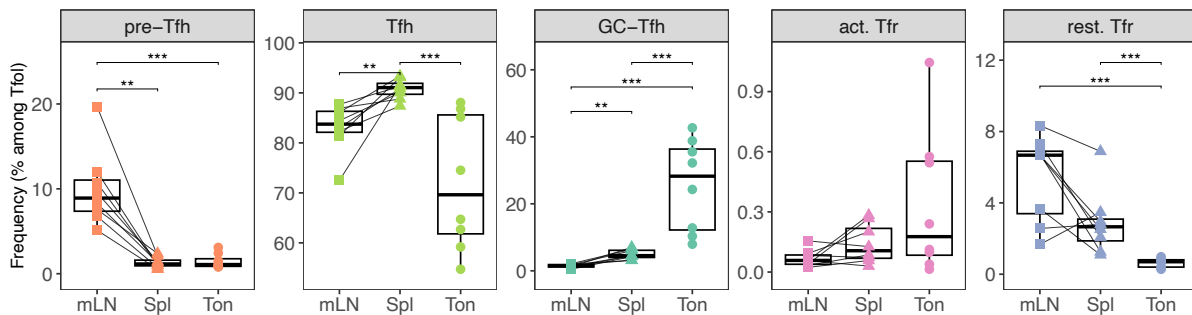 pre−Tfh
Tfh
GC−Tfh
act. Tfr
rest. Tfr
Frequency (% among Tfol)
0
10
20
**
***
mLN Spl Ton
60
70
80
90
100
**
***
mLN Spl Ton
0
20
40
60
**
***
***
mLN Spl Ton
0.0
0.3
0.6
0.9
mLN Spl Ton
0
4
8
12
***
***
mLN Spl Ton